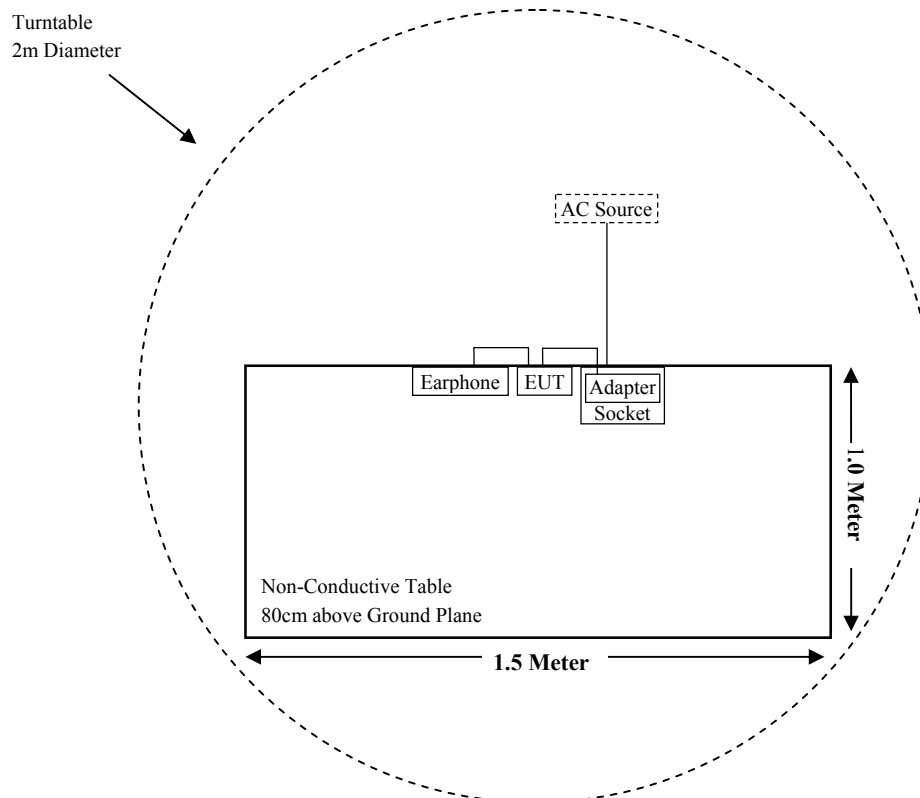 Turntable
2m Diameter
AC Source
Earphone
EUT
Adapter
Socket
1.0 Meter
Non-Conductive Table
80cm above Ground Plane
1.5 Meter